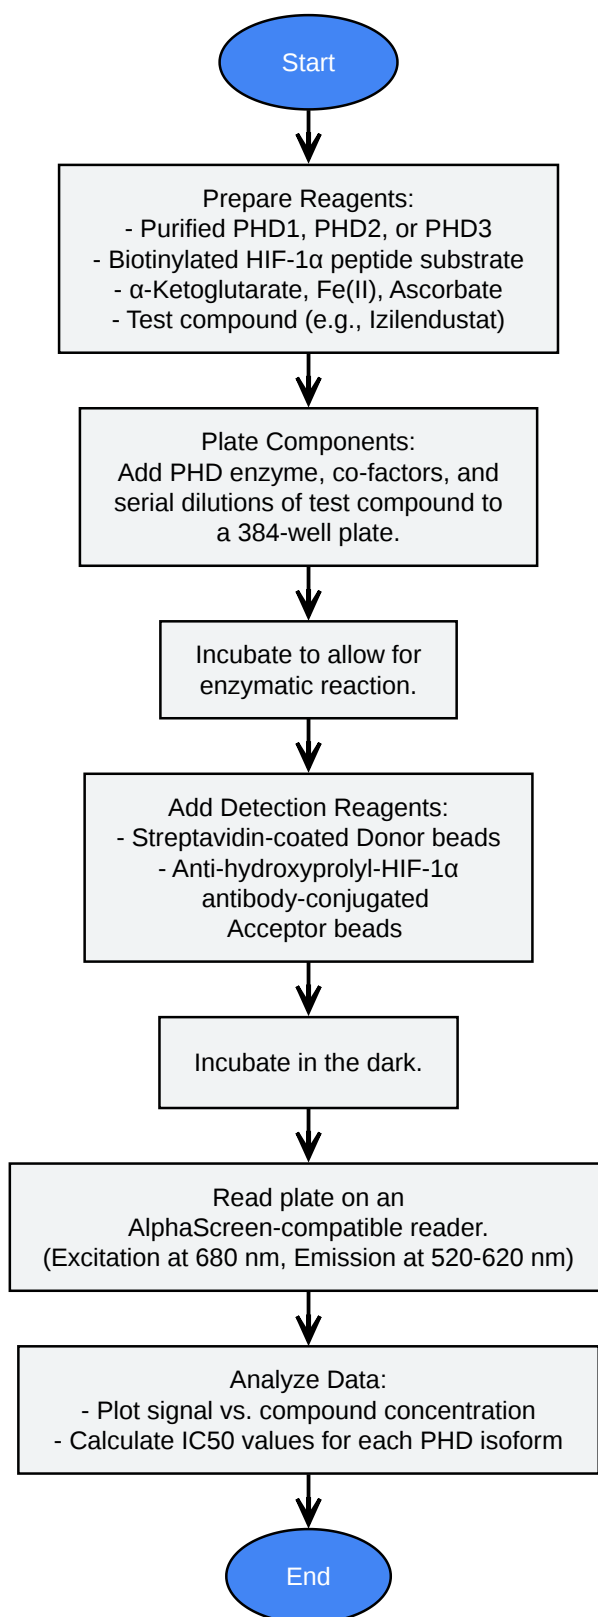 Start
Prepare Reagents:
- Purified PHD1, PHD2, or PHD3
- Biotinylated HIF-1α peptide substrate
- α-Ketoglutarate, Fe(II), Ascorbate
- Test compound (e.g., Izilendustat)
Plate Components:
Add PHD enzyme, co-factors, and
serial dilutions of test compound to
a 384-well plate.
Incubate to allow for
enzymatic reaction.
Add Detection Reagents:
- Streptavidin-coated Donor beads
- Anti-hydroxyprolyl-HIF-1α
antibody-conjugated
Acceptor beads
Incubate in the dark.
Read plate on an
AlphaScreen-compatible reader.
(Excitation at 680 nm, Emission at 520-620 nm)
Analyze Data:
- Plot signal vs. compound concentration
- Calculate IC50 values for each PHD isoform
End